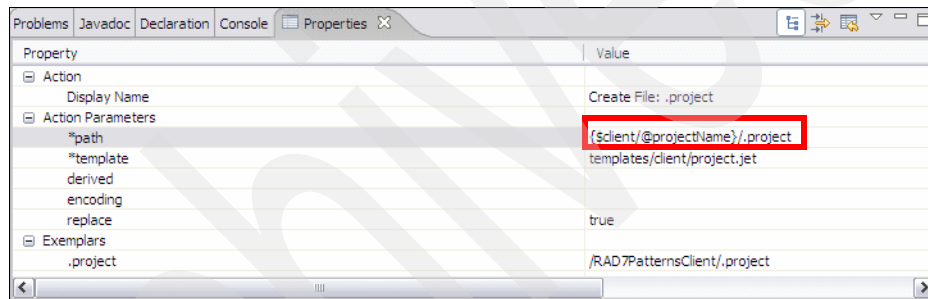 Problems Javadoc Declaration Console Properties
Property Value
Action
Display Name Create File: .project
Action Parameters
*path {$client/@projectName}/.project
*template templates/client/project.jet
derived
encoding
replace true
Exemplars
.project /RAD7PatternsClient/.project